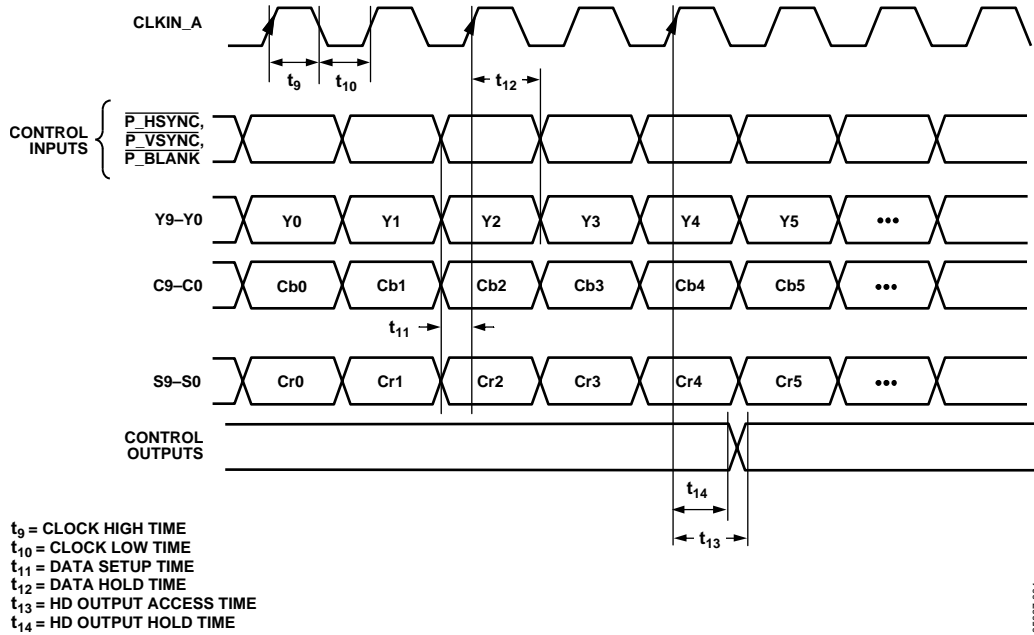 CLKIN_A
t9
t10
t12
CONTROL
INPUTS
P_HSYNC,
P_VSYNC,
P_BLANK
Y9–Y0
Y0
Y1
Y2
Y3
Y4
Y5
•••
C9–C0
Cb0
Cb1
Cb2
Cb3
Cb4
Cb5
•••
t11
S9–S0
Cr0
Cr1
Cr2
Cr3
Cr4
Cr5
•••
CONTROL
OUTPUTS
t14
t13
t9 = CLOCK HIGH TIME
t10 = CLOCK LOW TIME
t11 = DATA SETUP TIME
t12 = DATA HOLD TIME
t13 = HD OUTPUT ACCESS TIME
t14 = HD OUTPUT HOLD TIME